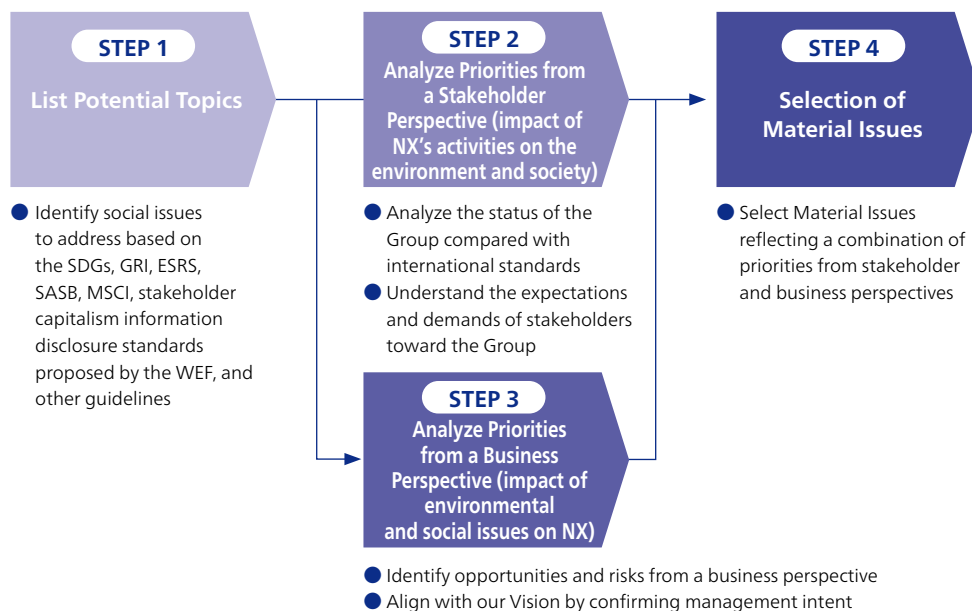 STEP 1
List Potential Topics
● Identify social issues
to address based on
the SDGs, GRI, ESRS,
SASB, MSCI, stakeholder
capitalism information
disclosure standards
proposed by the WEF, and
other guidelines
STEP 2
Analyze Priorities from
a Stakeholder
Perspective (impact of
NX's activities on the
environment and society)
● Analyze the status of the
Group compared with
international standards
● Understand the expectations
and demands of stakeholders
toward the Group
STEP 3
Analyze Priorities
from a Business
Perspective (impact of
environmental
and social issues on NX)
● Identify opportunities and risks from a business perspective
● Align with our Vision by confirming management intent
STEP 4
Selection of
Material Issues
● Select Material Issues
reflecting a combination of
priorities from stakeholder
and business perspectives